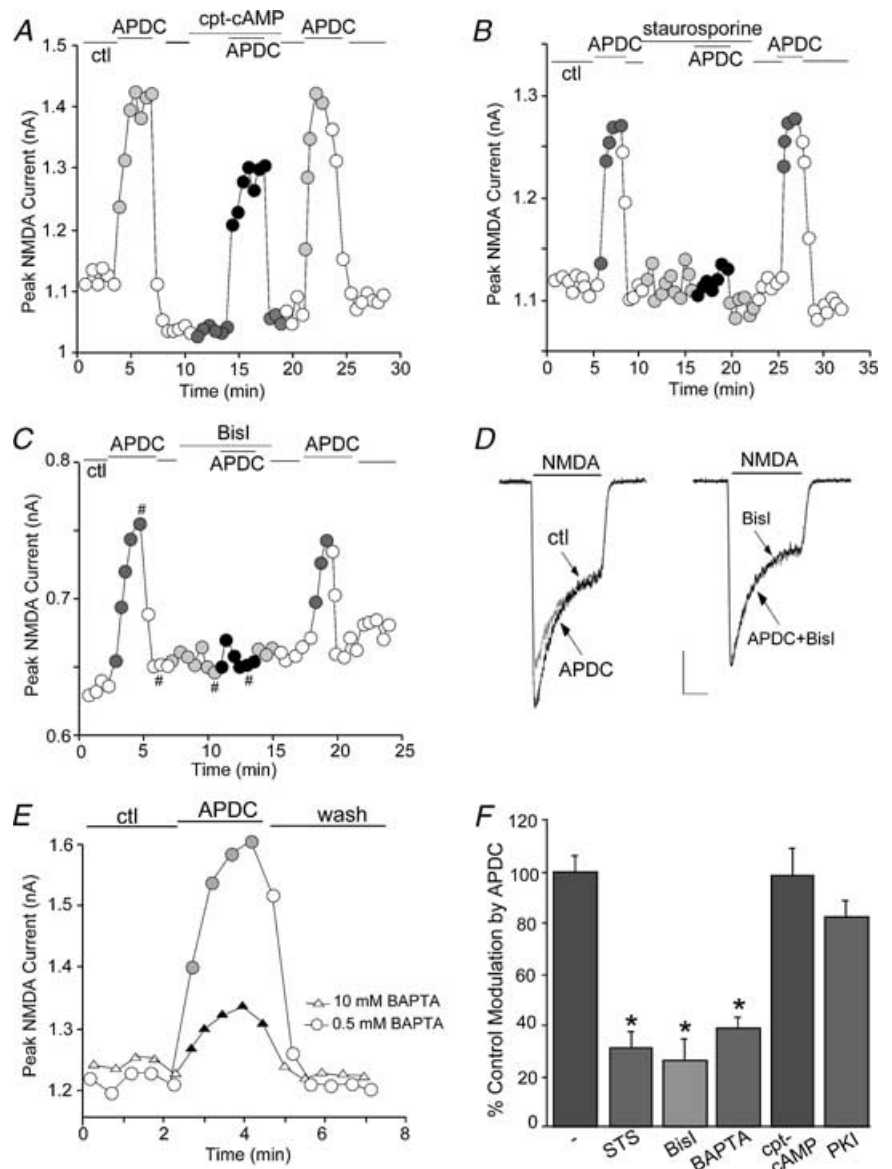 A
cpt-cAMP
APDC
APDC
APDC
ctl
1.5
1.4
1.3
1.2
1.1
1
Peak NMDA Current (nA)
0 5 10 15 20 25 30
Time (min)
B
staurosporine
APDC
APDC
APDC
ctl
1.3
1.2
1.1
1
Peak NMDA Current (nA)
0 5 10 15 20 25 30 35
Time (min)
C
BisI
APDC
APDC
APDC
ctl
0.8
0.7
0.6
#
#
#
#
Peak NMDA Current (nA)
0 5 10 15 20 25
Time (min)
D
NMDA
ctl
APDC
NMDA
BisI
APDC+BisI
E
ctl
APDC
wash
1.6
1.5
1.4
1.3
1.2
10 mM BAPTA
0.5 mM BAPTA
Peak NMDA Current (nA)
0 2 4 6 8
Time (min)
F
120
100
80
60
40
20
0
% Control Modulation by APDC
* * *
-
STS
BisI
BAPTA
cpt-
cAMP
PKI